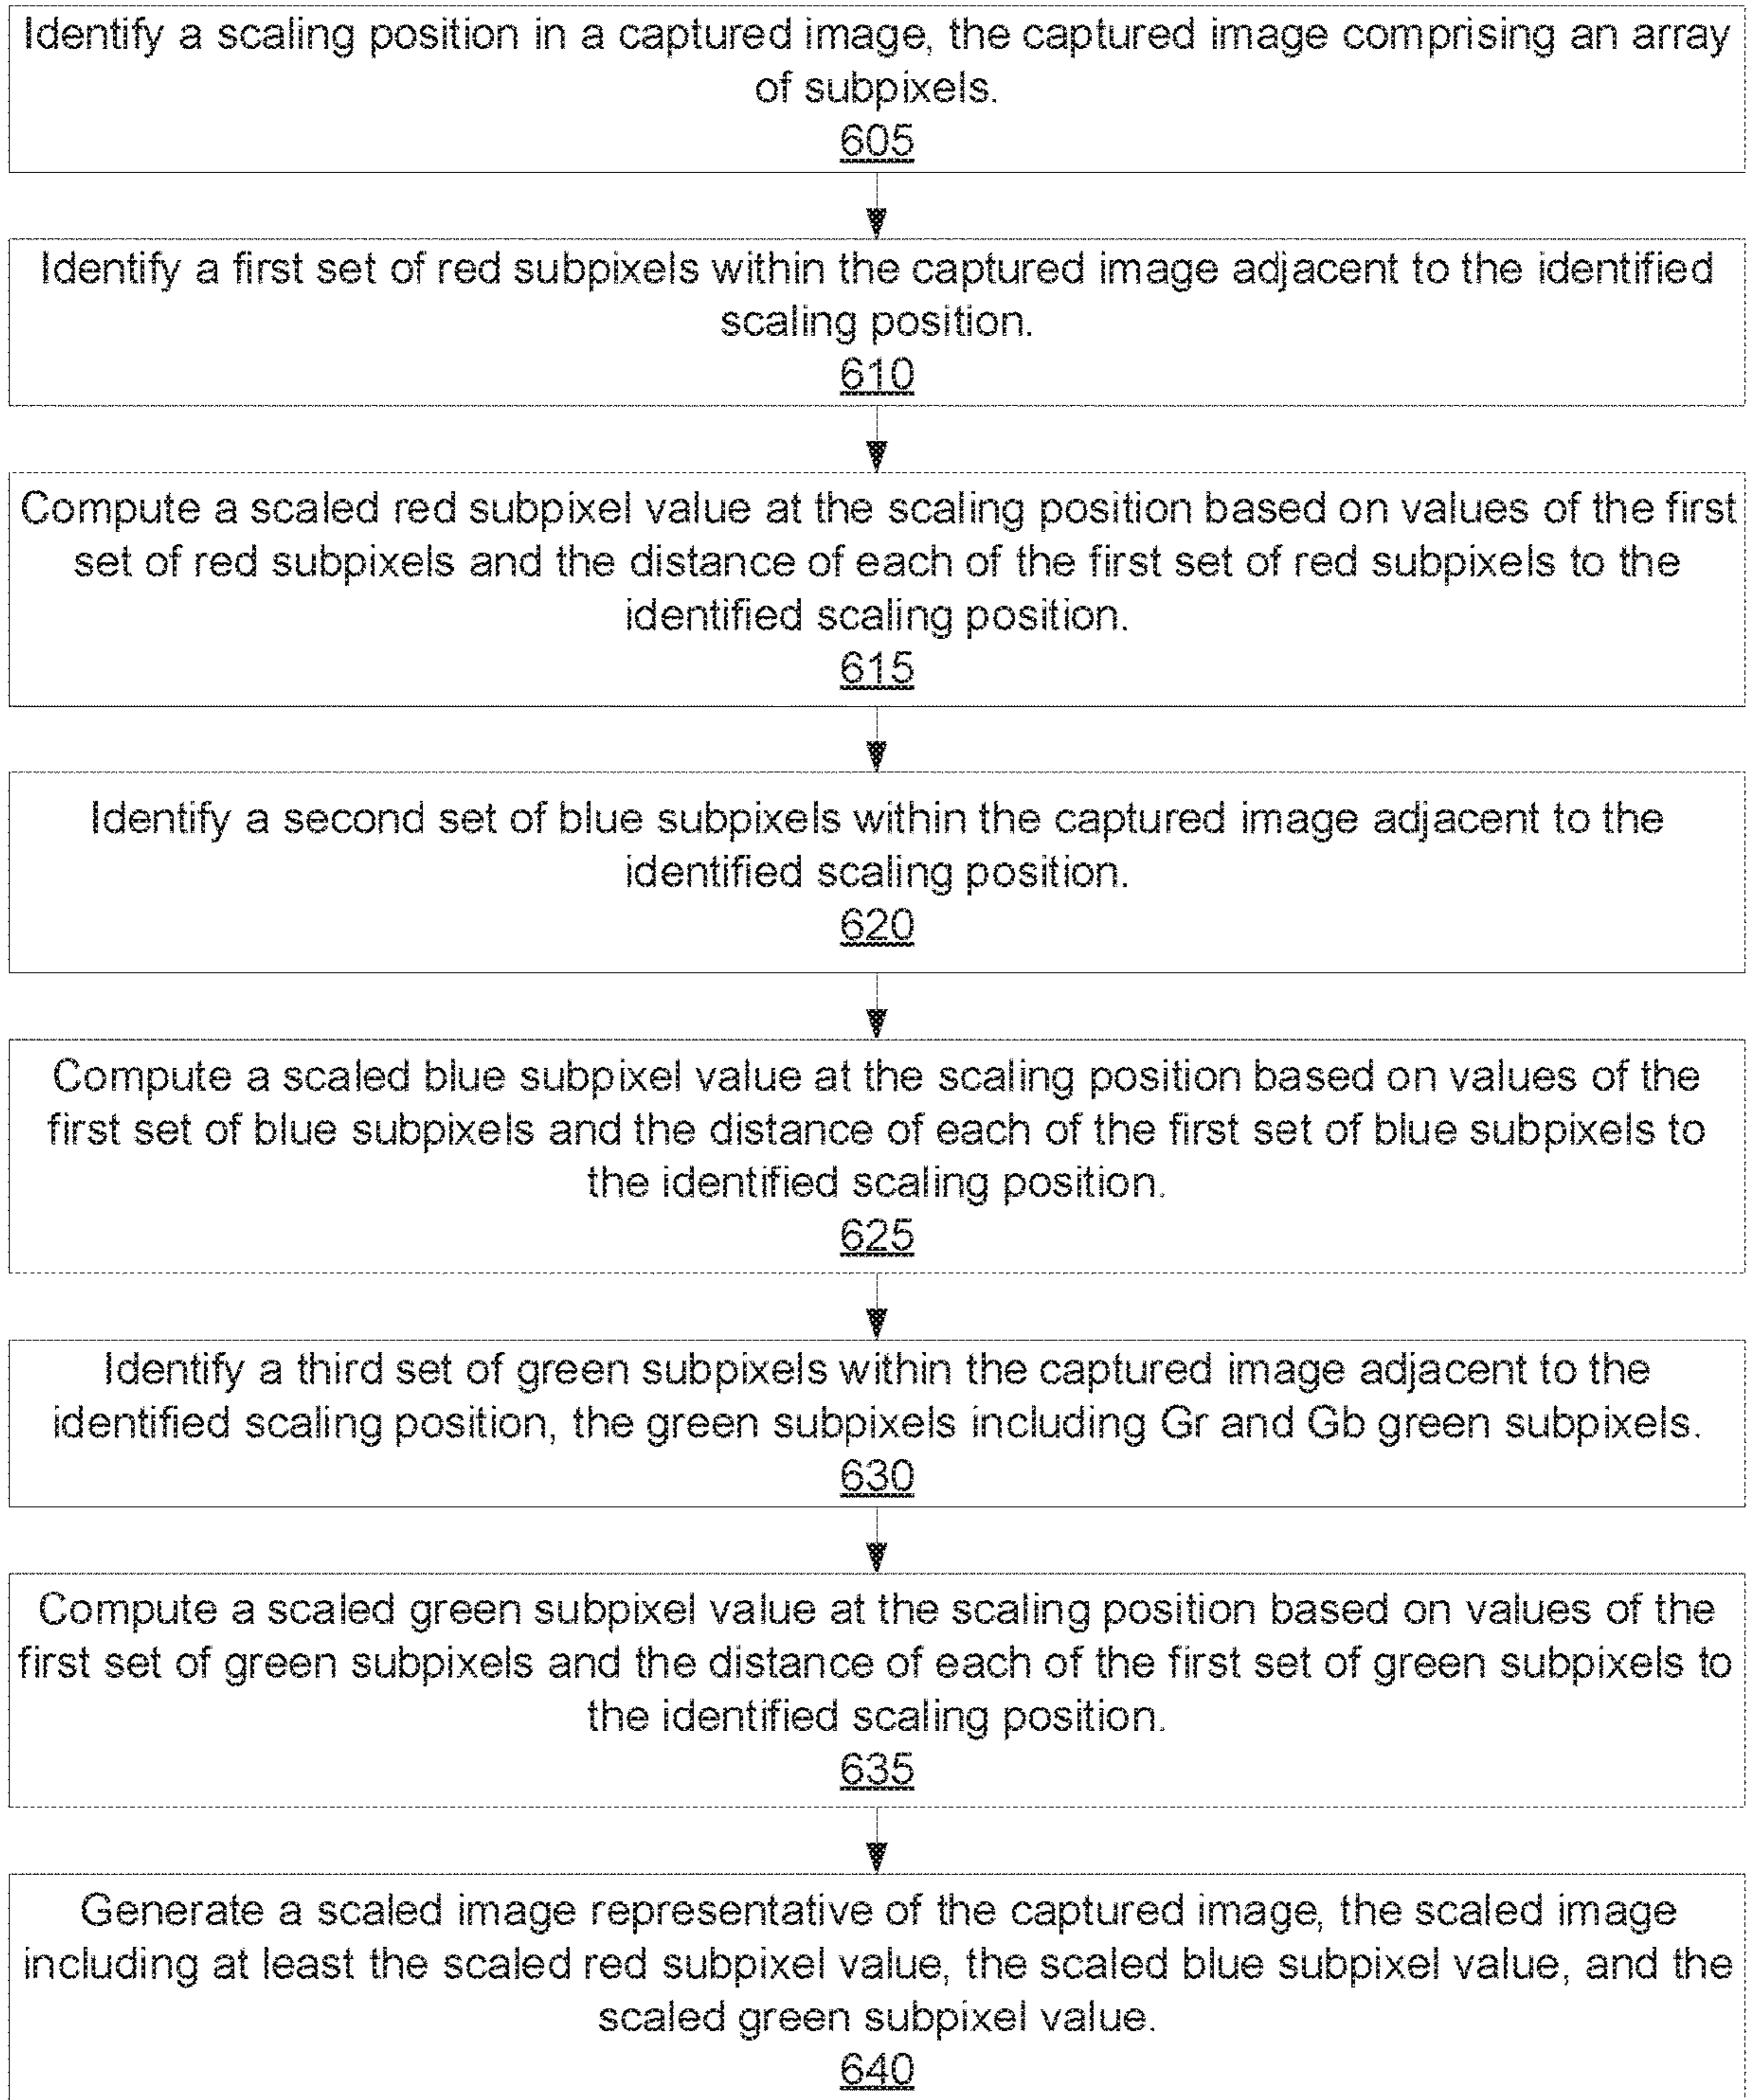 Identify a scaling position in a captured image, the captured image comprising an array
of subpixels.
605
Identify a first set of red subpixels within the captured image adjacent to the identified
scaling position.
610
Compute a scaled red subpixel value at the scaling position based on values of the first
set of red subpixels and the distance of each of the first set of red subpixels to the
identified scaling position.
615
Identify a second set of blue subpixels within the captured image adjacent to the
identified scaling position.
620
Compute a scaled blue subpixel value at the scaling position based on values of the
first set of blue subpixels and the distance of each of the first set of blue subpixels to
the identified scaling position.
625
Identify a third set of green subpixels within the captured image adjacent to the
identified scaling position, the green subpixels including Gr and Gb green subpixels.
630
Compute a scaled green subpixel value at the scaling position based on values of the
first set of green subpixels and the distance of each of the first set of green subpixels to
the identified scaling position.
635
Generate a scaled image representative of the captured image, the scaled image
including at least the scaled red subpixel value, the scaled blue subpixel value, and the
scaled green subpixel value.
640